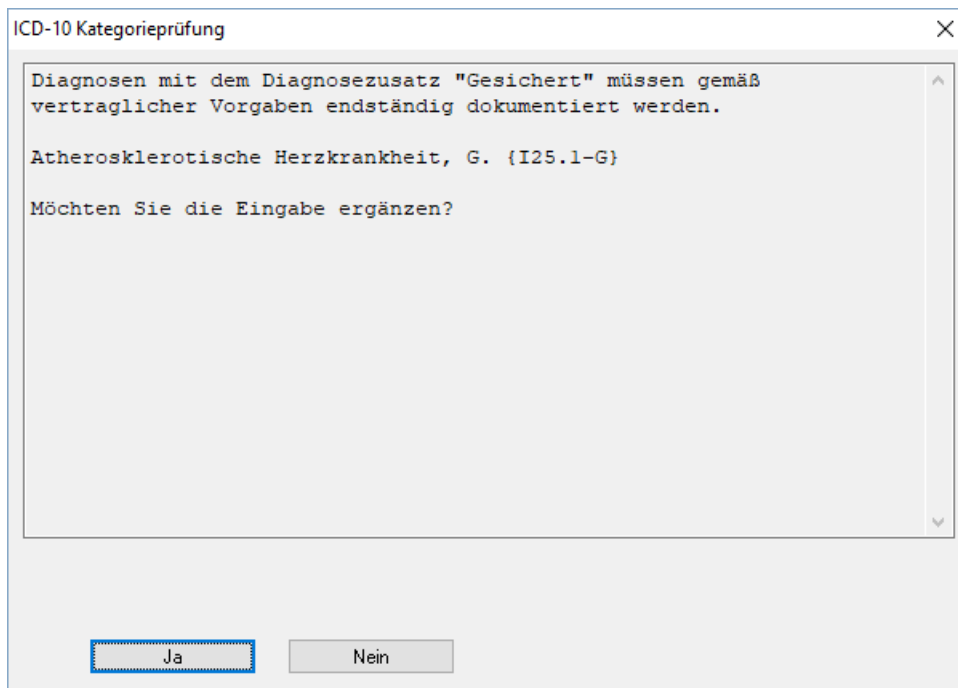 ICD-10 Kategorieprüfung
Diagnosen mit dem Diagnosezusatz "Gesichert" müssen gemäß
vertraglicher Vorgaben endständig dokumentiert werden.
Atherosklerotische Herzkrankheit, G. {I25.1-G}
Möchten Sie die Eingabe ergänzen?
Ja
Nein